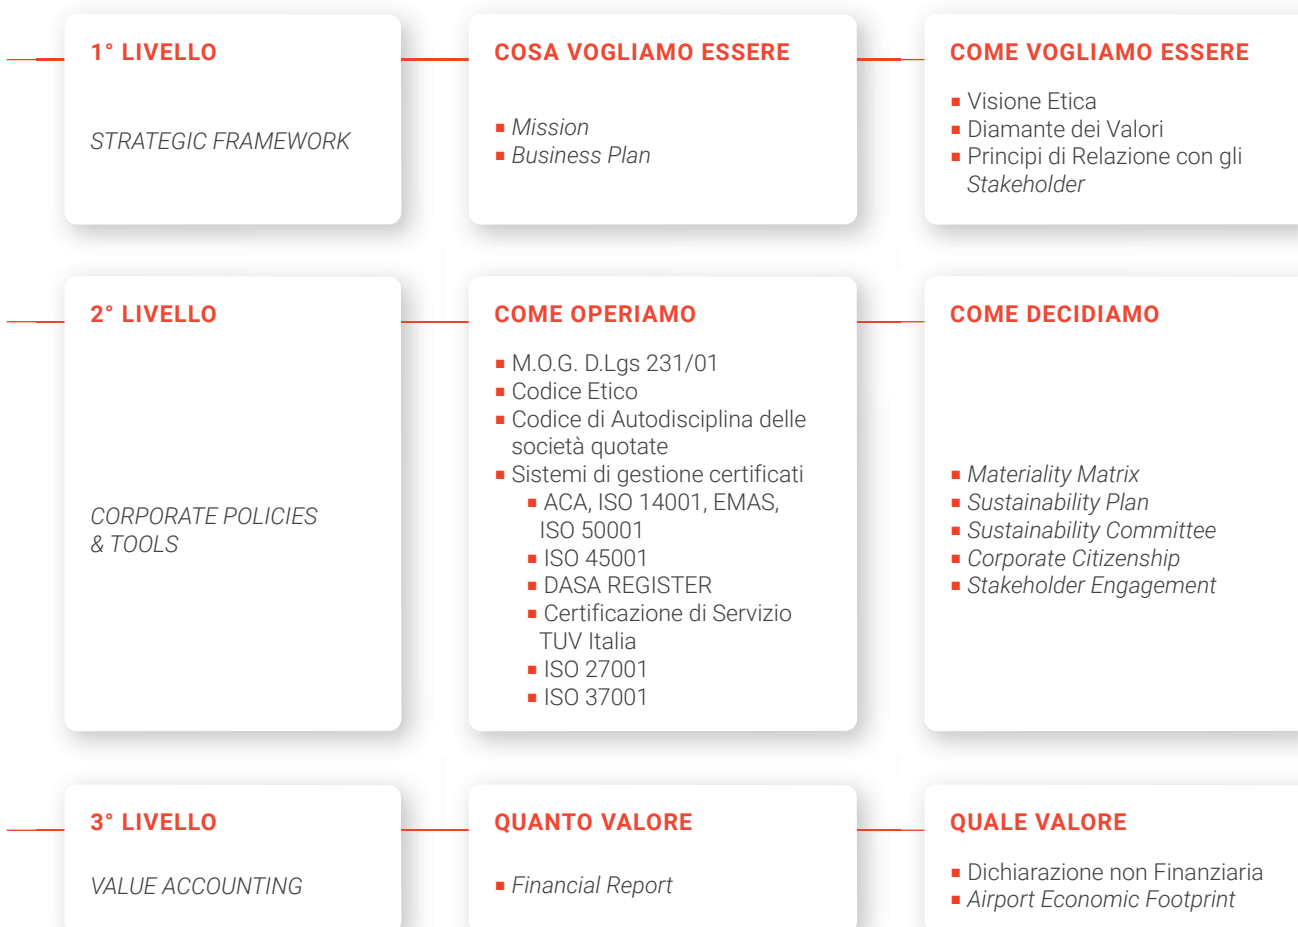 1° LIVELLO
STRATEGIC FRAMEWORK
COSA VOGLIAMO ESSERE
▪ Mission
▪ Business Plan
COME VOGLIAMO ESSERE
▪ Visione Etica
▪ Diamante dei Valori
▪ Principi di Relazione con gli
Stakeholder
2° LIVELLO
CORPORATE POLICIES
& TOOLS
COME OPERIAMO
▪ M.O.G. D.Lgs 231/01
▪ Codice Etico
▪ Codice di Autodisciplina delle
società quotate
▪ Sistemi di gestione certificati
▪ ACA, ISO 14001, EMAS,
ISO 50001
▪ ISO 45001
▪ DASA REGISTER
▪ Certificazione di Servizio
TUV Italia
▪ ISO 27001
▪ ISO 37001
COME DECIDIAMO
▪ Materiality Matrix
▪ Sustainability Plan
▪ Sustainability Committee
▪ Corporate Citizenship
▪ Stakeholder Engagement
3° LIVELLO
VALUE ACCOUNTING
QUANTO VALORE
▪ Financial Report
QUALE VALORE
▪ Dichiarazione non Finanziaria
▪ Airport Economic Footprint